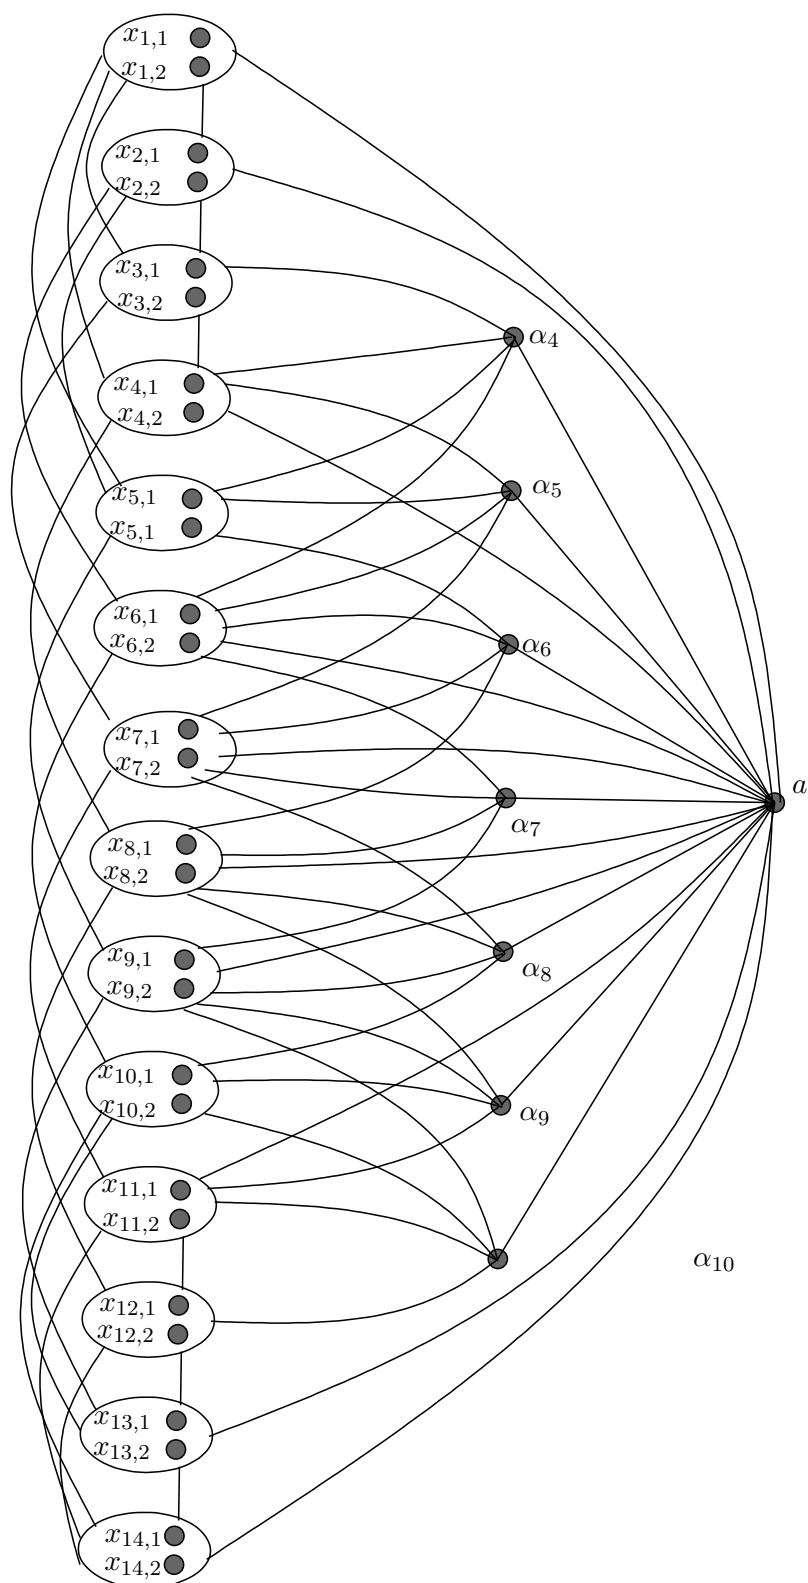 x1,1
x1,2
x2,1
x2,2
x3,1
x3,2
α4
x4,1
x4,2
x5,1
α5
x5,1
x6,1
x6,2
α6
x7,1
x7,2
a
α7
x8,1
x8,2
x9,1
α8
x9,2
x10,1
x10,2
α9
x11,1
x11,2
α10
x12,1
x12,2
x13,1
x13,2
x14,1
x14,2